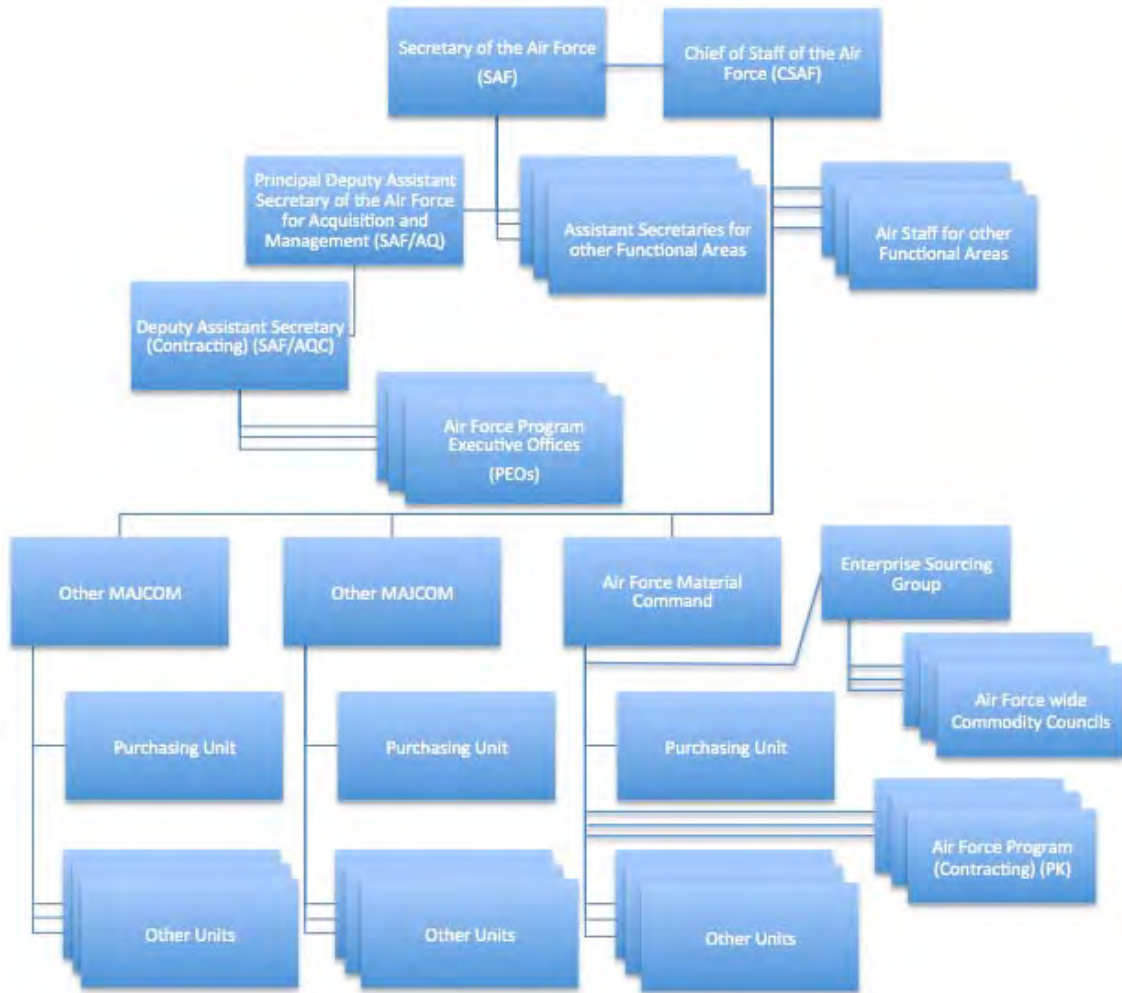 Secretary of the Air Force
(SAF)
Chief of Staff of the Air
Force (CSAF)
Principal Deputy Assistant
Secretary of the Air Force
for Acquisition and
Management (SAF/AQ)
Assistant Secretaries for
other Functional Areas
Air Staff for other
Functional Areas
Deputy Assistant Secretary
(Contracting) (SAF/AQC)
Air Force Program
Executive Offices
(PEOs)
Other MAJCOM
Other MAJCOM
Air Force Material
Command
Enterprise Sourcing
Group
Air Force wide
Commodity Councils
Purchasing Unit
Purchasing Unit
Purchasing Unit
Air Force Program
(Contracting) (PK)
Other Units
Other Units
Other Units